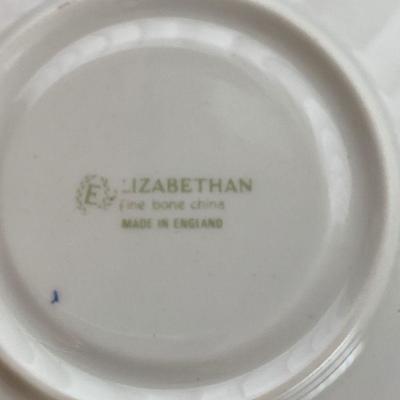 ELIZABETHAN
fine bone china
MADE IN ENGLAND